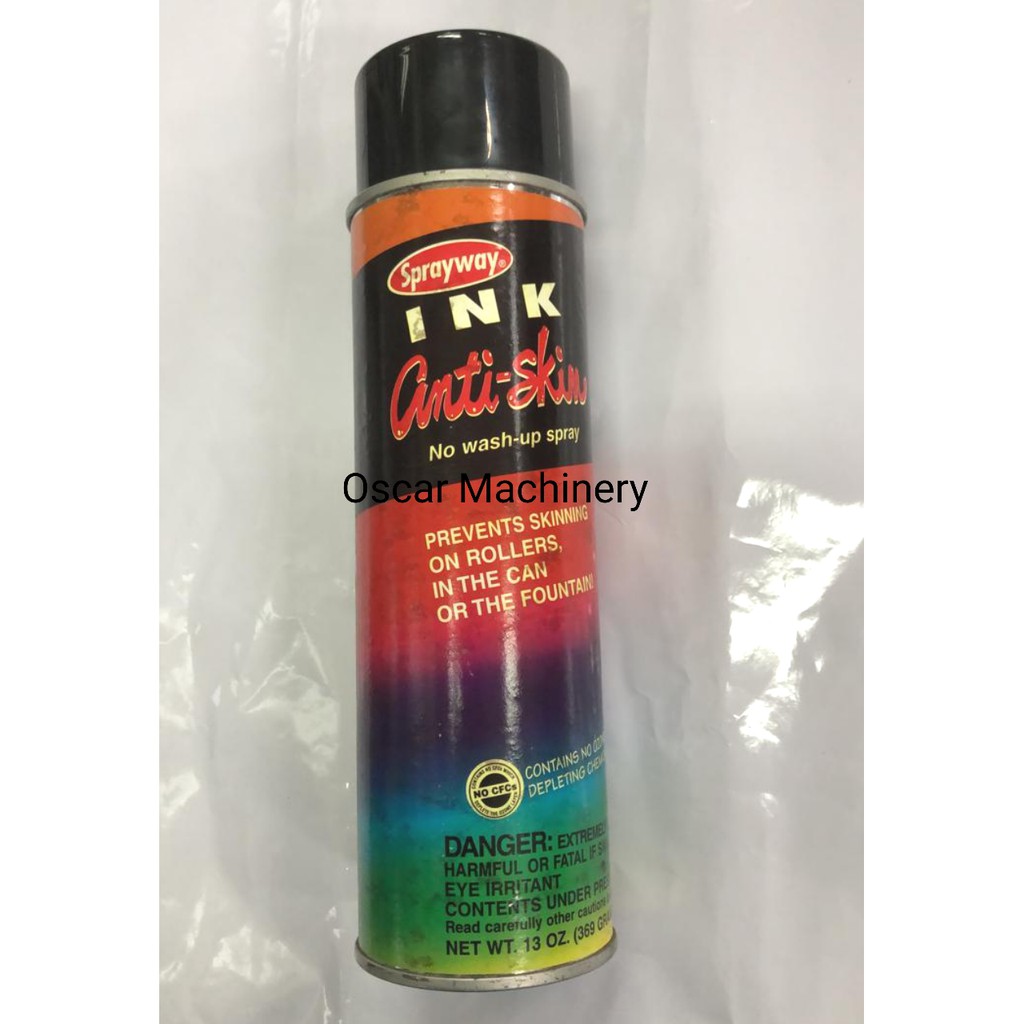 Sprayway®
INK
anti-skin
No wash-up spray
Oscar Machinery
PREVENTS SKINNING
ON ROLLERS,
IN THE CAN
OR THE FOUNTAIN!
NO CFCs
CONTAINS NO
DEPLETING
DANGER:
HARMFUL OR FATAL IF
EYE IRRITANT
CONTENTS UNDER
Read carefully other cautions
NET WT. 13 OZ. (369